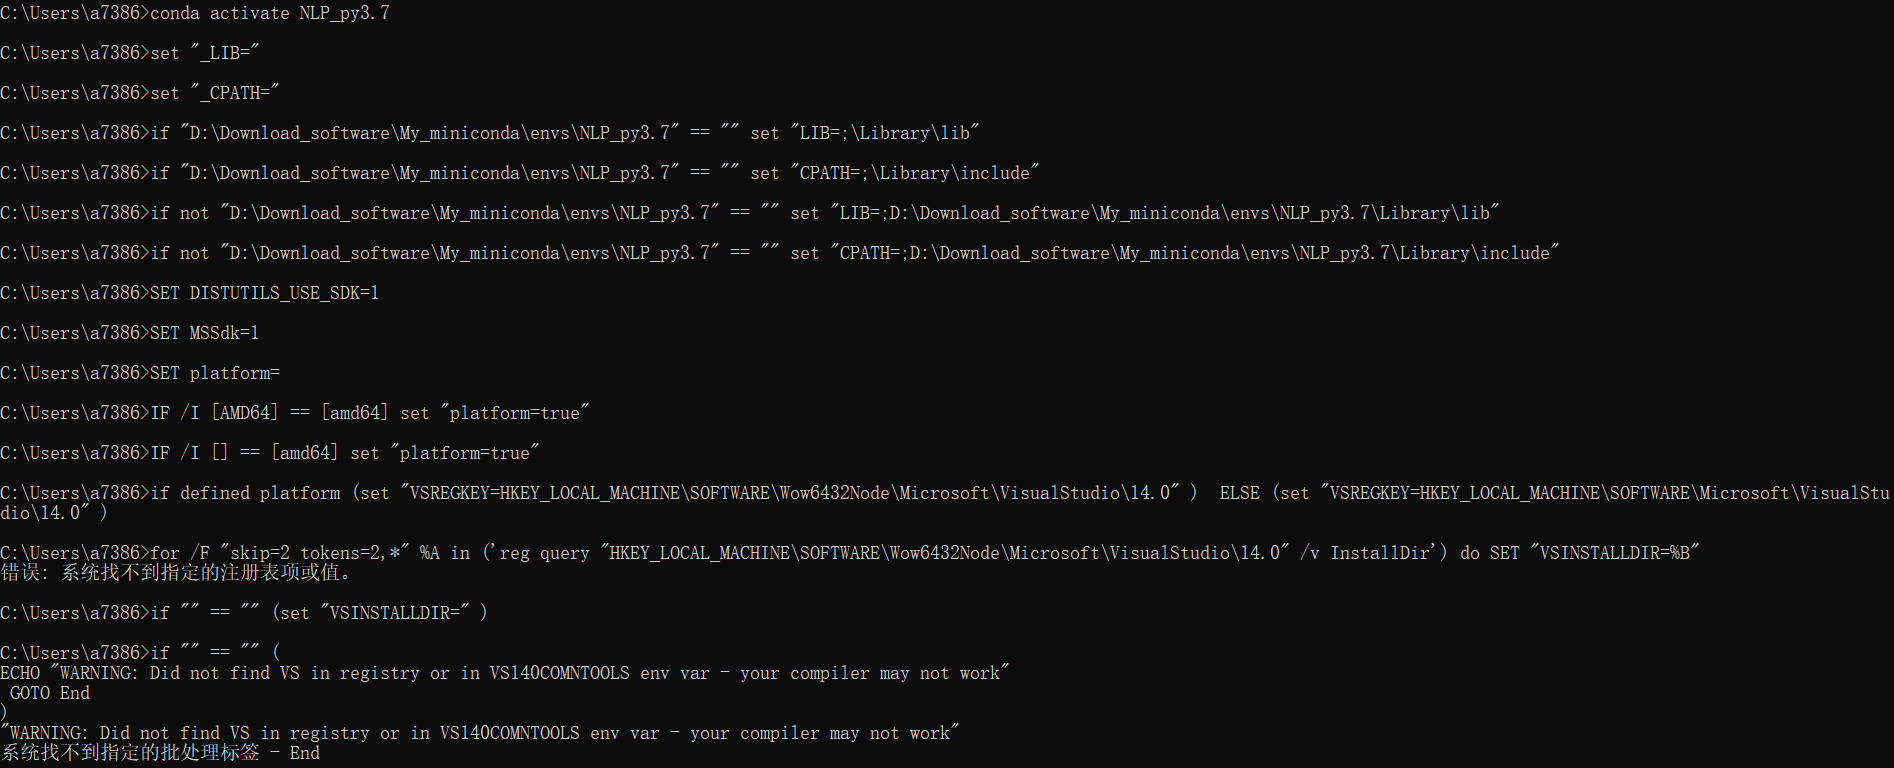 C:\Users\a7386>conda activate NLP_py3.7
C:\Users\a7386>set "_LIB="
C:\Users\a7386>set "_CPATH="
C:\Users\a7386>if "D:\Download_software\My_miniconda\envs\NLP_py3.7" == "" set "LIB=;\Library\lib"
C:\Users\a7386>if "D:\Download_software\My_miniconda\envs\NLP_py3.7" == "" set "CPATH=;\Library\include"
C:\Users\a7386>if not "D:\Download_software\My_miniconda\envs\NLP_py3.7" == "" set "LIB=;D:\Download_software\My_miniconda\envs\NLP_py3.7\Library\lib"
C:\Users\a7386>if not "D:\Download_software\My_miniconda\envs\NLP_py3.7" == "" set "CPATH=;D:\Download_software\My_miniconda\envs\NLP_py3.7\Library\include"
C:\Users\a7386>SET DISTUTILS_USE_SDK=1
C:\Users\a7386>SET MSSdk=1
C:\Users\a7386>SET platform=
C:\Users\a7386>IF /I [AMD64] == [amd64] set "platform=true"
C:\Users\a7386>IF /I [] == [amd64] set "platform=true"
C:\Users\a7386>if defined platform (set "VSREGKEY=HKEY_LOCAL_MACHINE\SOFTWARE\Wow6432Node\Microsoft\VisualStudio\14.0" )  ELSE (set "VSREGKEY=HKEY_LOCAL_MACHINE\SOFTWARE\Microsoft\VisualStu
dio\14.0" )
C:\Users\a7386>for /F "skip=2 tokens=2,*" %A in ('reg query "HKEY_LOCAL_MACHINE\SOFTWARE\Wow6432Node\Microsoft\VisualStudio\14.0" /v InstallDir') do SET "VSINSTALLDIR=%B"
错误: 系统找不到指定的注册表项或值。
C:\Users\a7386>if "" == "" (set "VSINSTALLDIR=" )
C:\Users\a7386>if "" == "" (
ECHO "WARNING: Did not find VS in registry or in VS140COMNTOOLS env var - your compiler may not work"
 GOTO End
)
"WARNING: Did not find VS in registry or in VS140COMNTOOLS env var - your compiler may not work"
系统找不到指定的批处理标签 - End